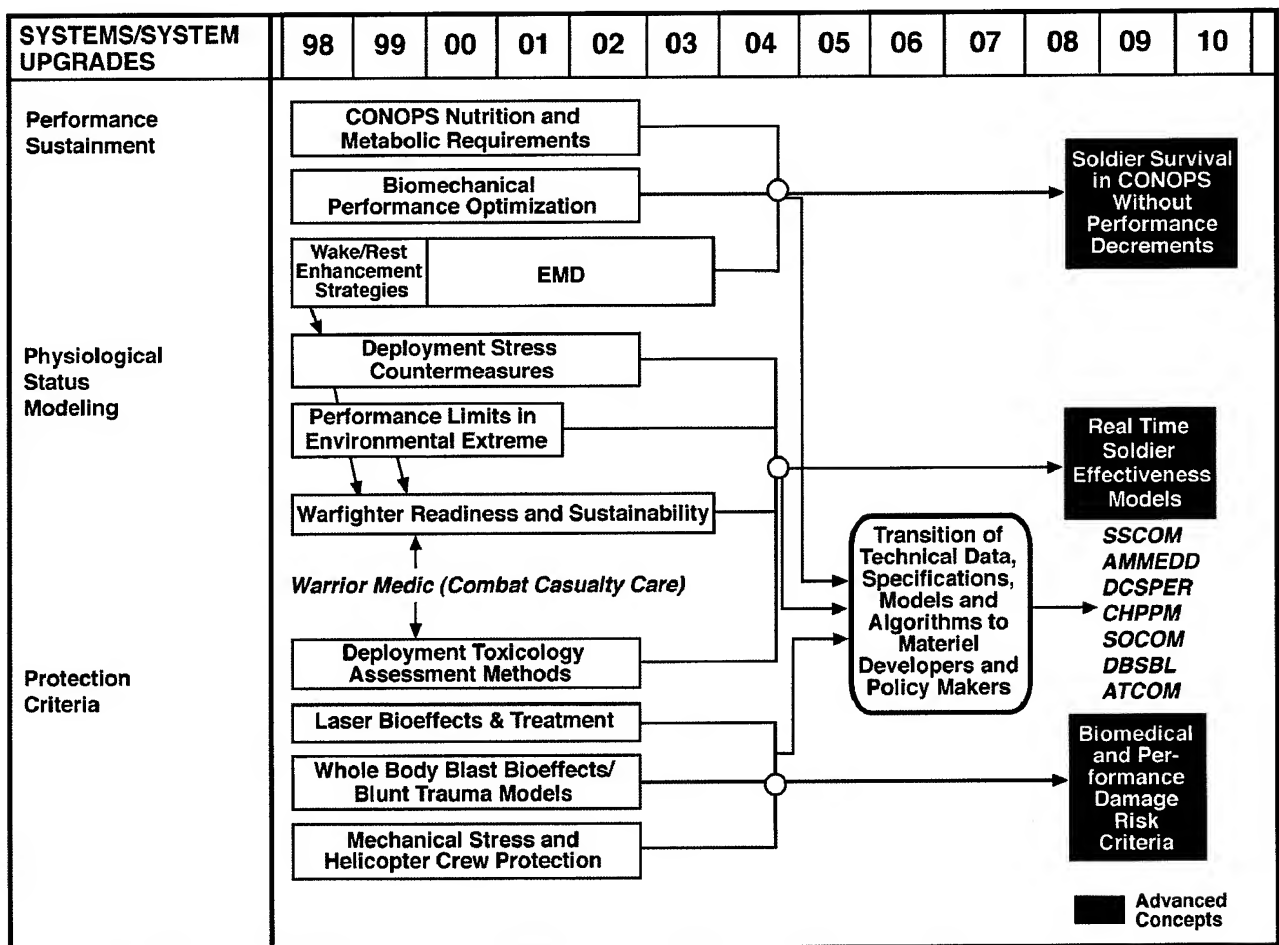 SYSTEMS/SYSTEM
UPGRADES
98 99 00 01 02 03 04 05 06 07 08 09 10
Performance
Sustainment
CONOPS Nutrition and
Metabolic Requirements
Biomechanical
Performance Optimization
Wake/Rest
Enhancement
Strategies
EMD
Soldier Survival
in CONOPS
Without
Performance
Decrements
Physiological
Status
Modeling
Deployment Stress
Countermeasures
Performance Limits in
Environmental Extreme
Warfighter Readiness and Sustainability
Real Time
Soldier
Effectiveness
Models
Warrior Medic (Combat Casualty Care)
Transition of
Technical Data,
Specifications,
Models and
Algorithms to
Materiel
Developers and
Policy Makers
SSCOM
AMMEDD
DCSPER
CHPPM
SOCOM
DBSBL
ATCOM
Protection
Criteria
Deployment Toxicology
Assessment Methods
Laser Bioeffects & Treatment
Whole Body Blast Bioeffects/
Blunt Trauma Models
Mechanical Stress and
Helicopter Crew Protection
Biomedical
and Per-
formance
Damage
Risk
Criteria
Advanced
Concepts